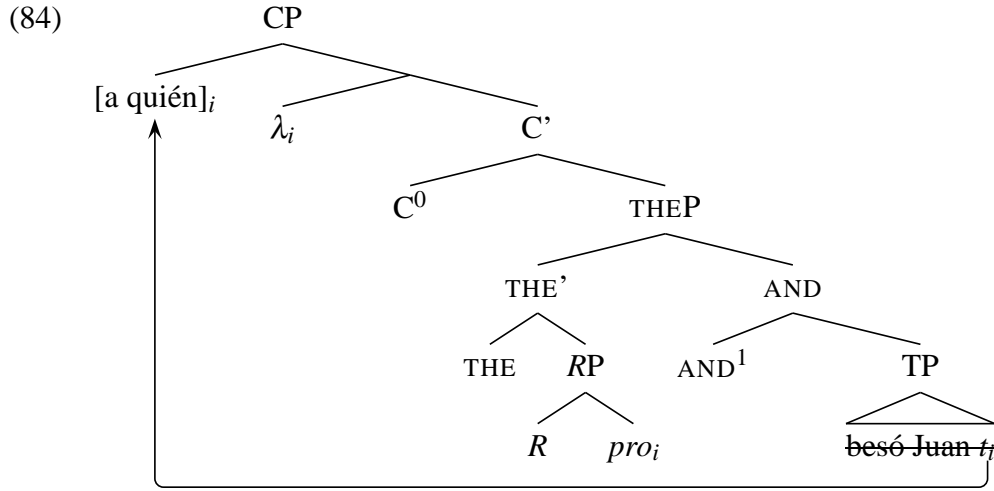 (84) CP
[a quién]i
λi C’
C0 THEP
THE’ AND
THE RP AND1 TP
R proi besó Juan ti